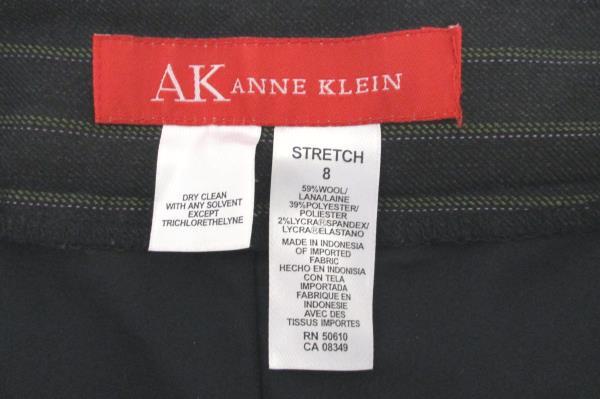 AK ANNE KLEIN
DRY CLEAN
WITH ANY SOLVENT
EXCEPT
TRICHLORETHELYNE
STRETCH
8
59%WOOL/
LANA/LAINE
39%POLYESTER/
POLIESTER
2%LYCRA®SPANDEX/
LYCRA®ELASTANO
MADE IN INDONESIA
OF IMPORTED
FABRIC
HECHO EN INDONISIA
CON TELA
IMPORTADA
FABRIQUE EN
INDONESIE
AVEC DES
TISSUS IMPORTES
RN 50610
CA 08349